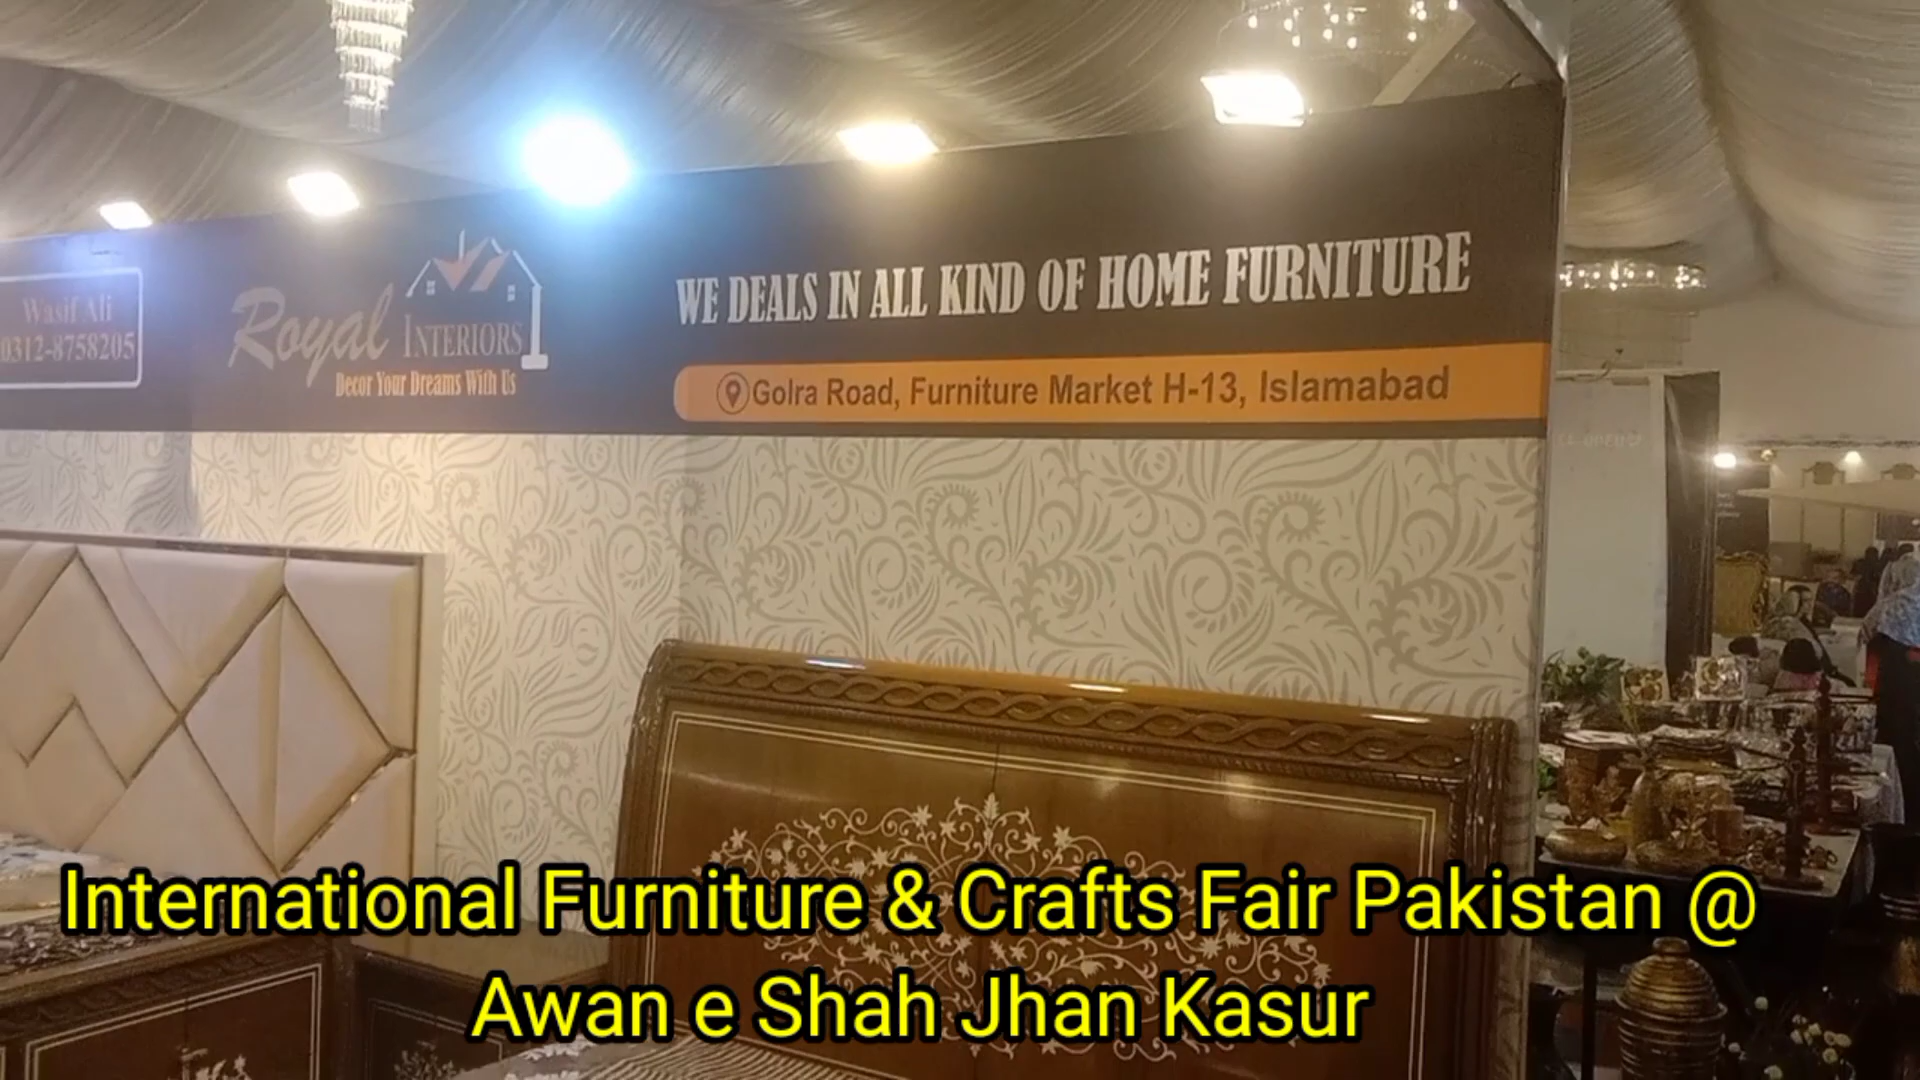 Wasif Ali
0312-8758205
Royal INTERIORS
Decor Your Dreams With Us
WE DEALS IN ALL KIND OF HOME FURNITURE
Golra Road, Furniture Market H-13, Islamabad
International Furniture & Crafts Fair Pakistan @
Awan e Shah Jhan Kasur